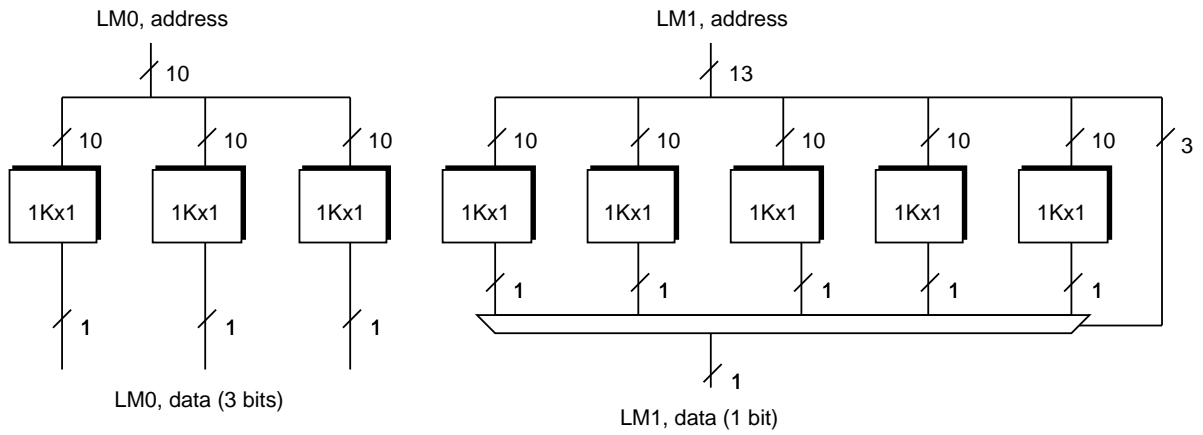 LM0, address
LM1, address
10
13
10 10 10
10 10 10 10 10 3
1Kx1 1Kx1 1Kx1
1Kx1 1Kx1 1Kx1 1Kx1 1Kx1
1 1 1 1 1
1 1 1
1
LM0, data (3 bits)
LM1, data (1 bit)